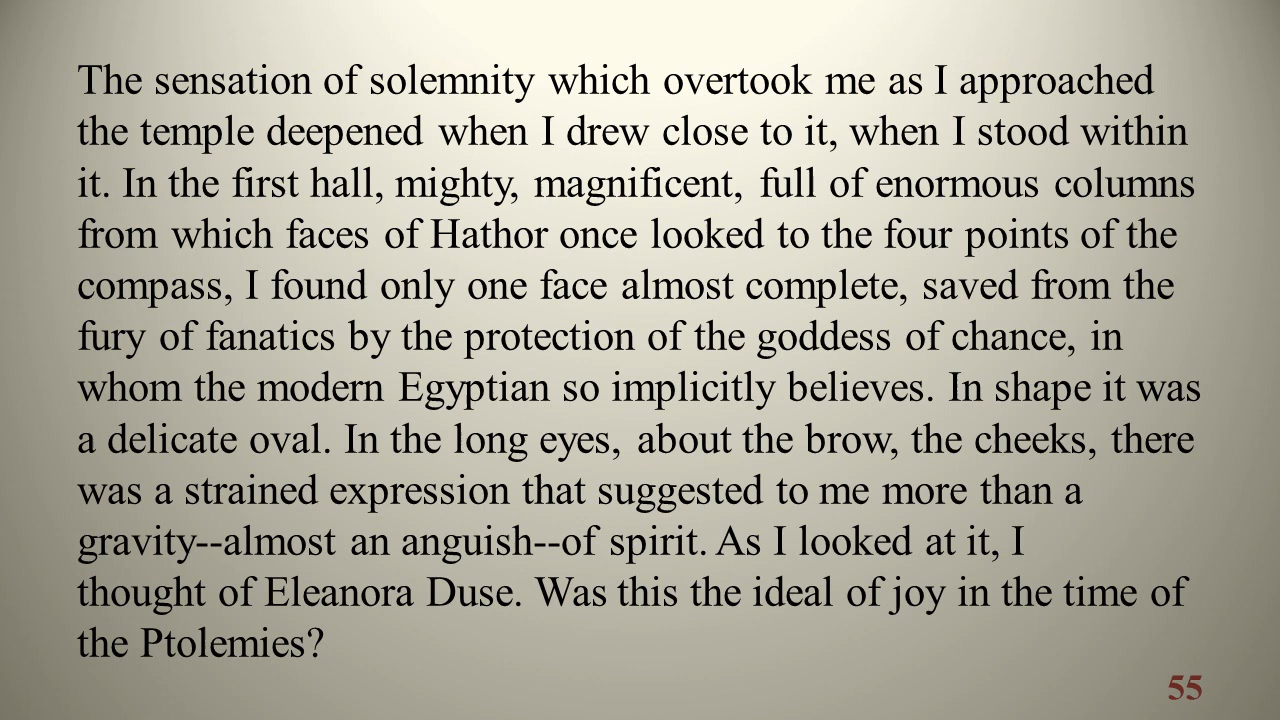 The sensation of solemnity which overtook me as I approached
the temple deepened when I drew close to it, when I stood within
it. In the first hall, mighty, magnificent, full of enormous columns
from which faces of Hathor once looked to the four points of the
compass, I found only one face almost complete, saved from the
fury of fanatics by the protection of the goddess of chance, in
whom the modern Egyptian so implicitly believes. In shape it was
a delicate oval. In the long eyes, about the brow, the cheeks, there
was a strained expression that suggested to me more than a
gravity--almost an anguish--of spirit. As I looked at it, I
thought of Eleanora Duse. Was this the ideal of joy in the time of
the Ptolemies?
55